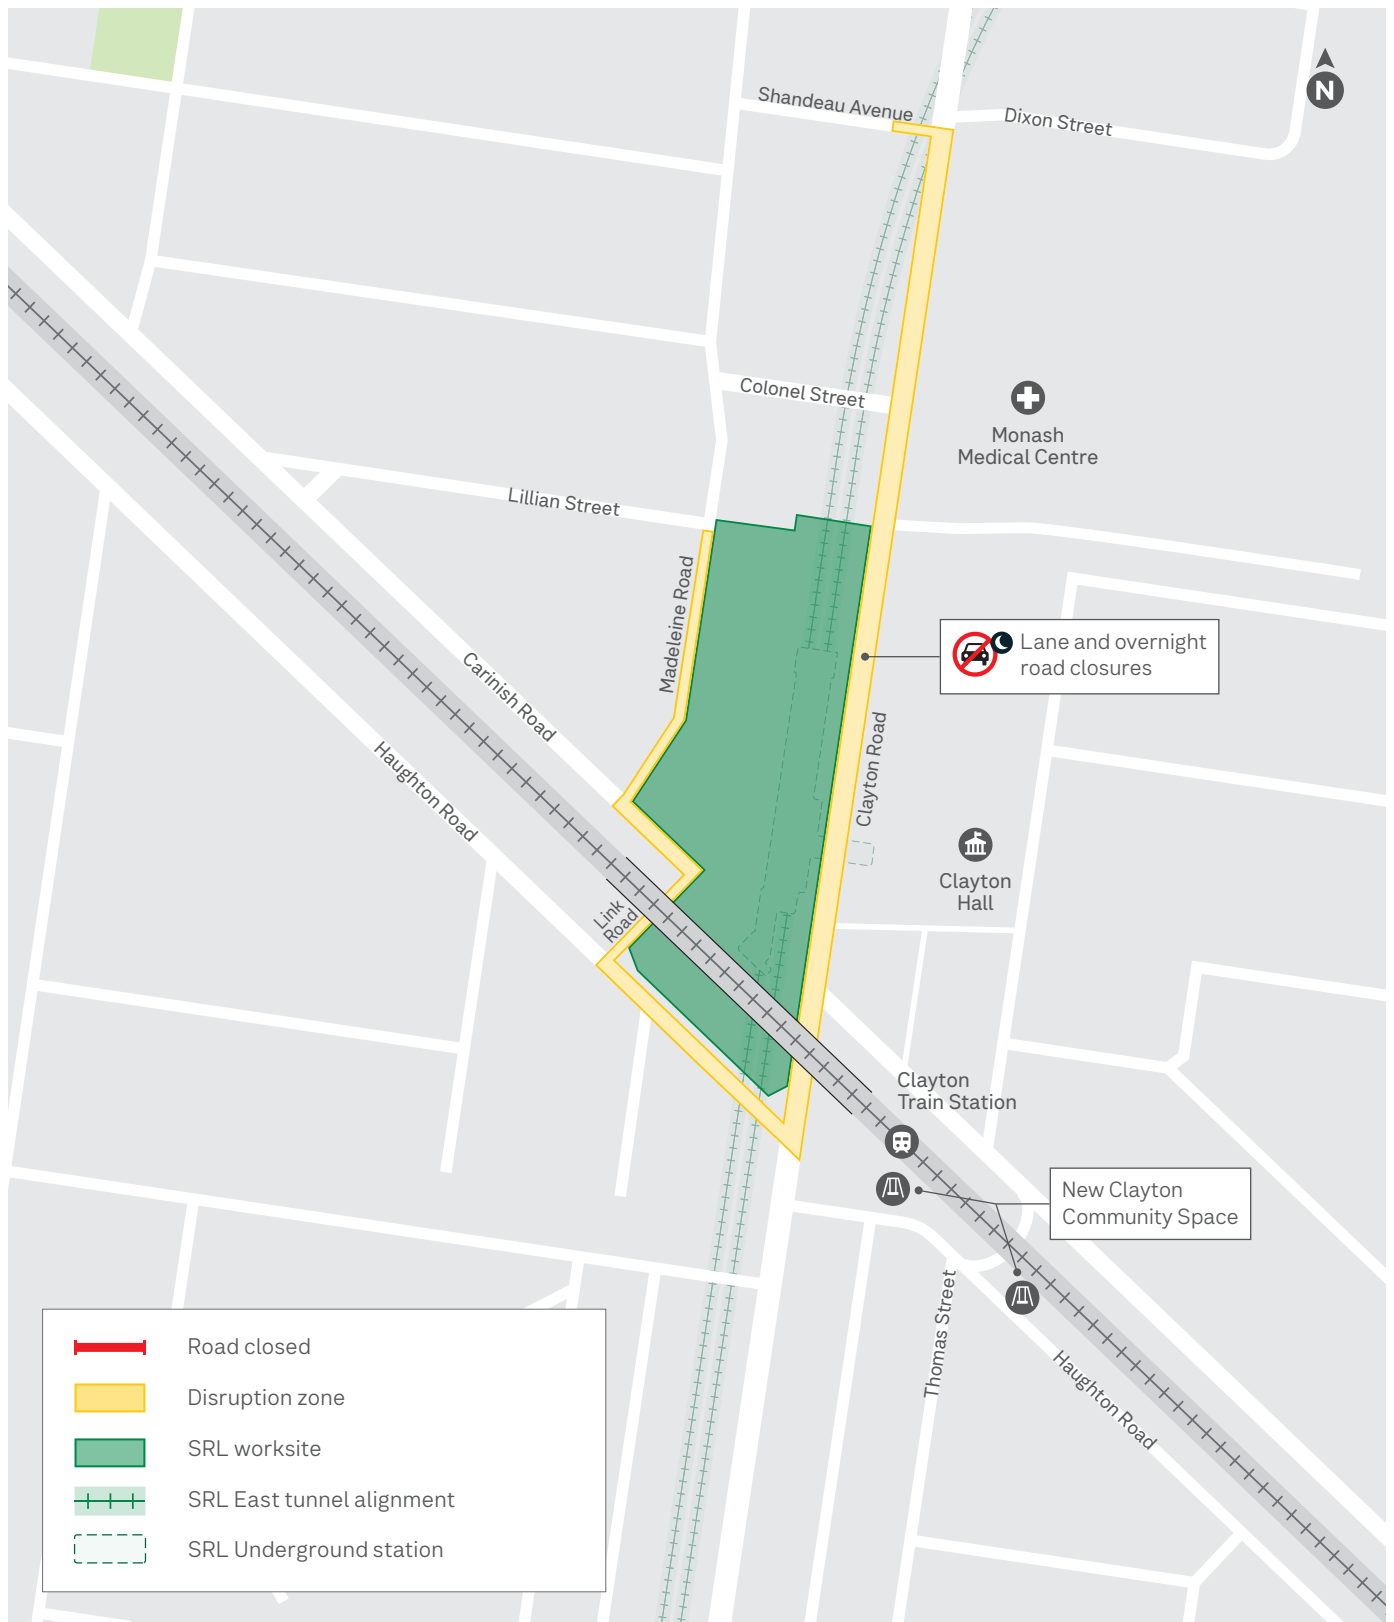 Shandeau Avenue
Dixon Street
N
Colonel Street
Monash
Medical Centre
Lillian Street
Madeleine Road
Lane and overnight
road closures
Carinish Road
Haughton Road
Clayton Road
Clayton
Hall
Link
Road
Clayton
Train Station
New Clayton
Community Space
Thomas Street
Haughton Road
Road closed
Disruption zone
SRL worksite
SRL East tunnel alignment
SRL Underground station